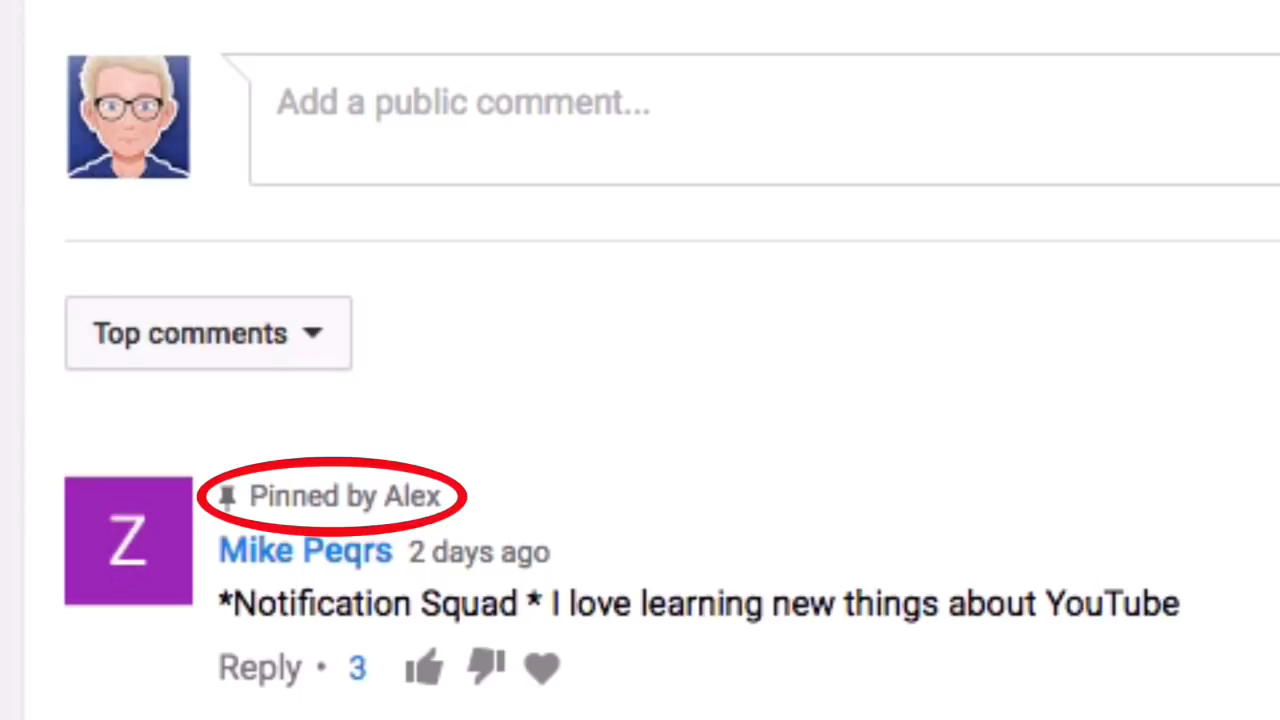 Add a public comment...
Top comments
Z
Pinned by Alex
Mike Peqrs 2 days ago
*Notification Squad * I love learning new things about YouTube
Reply • 3